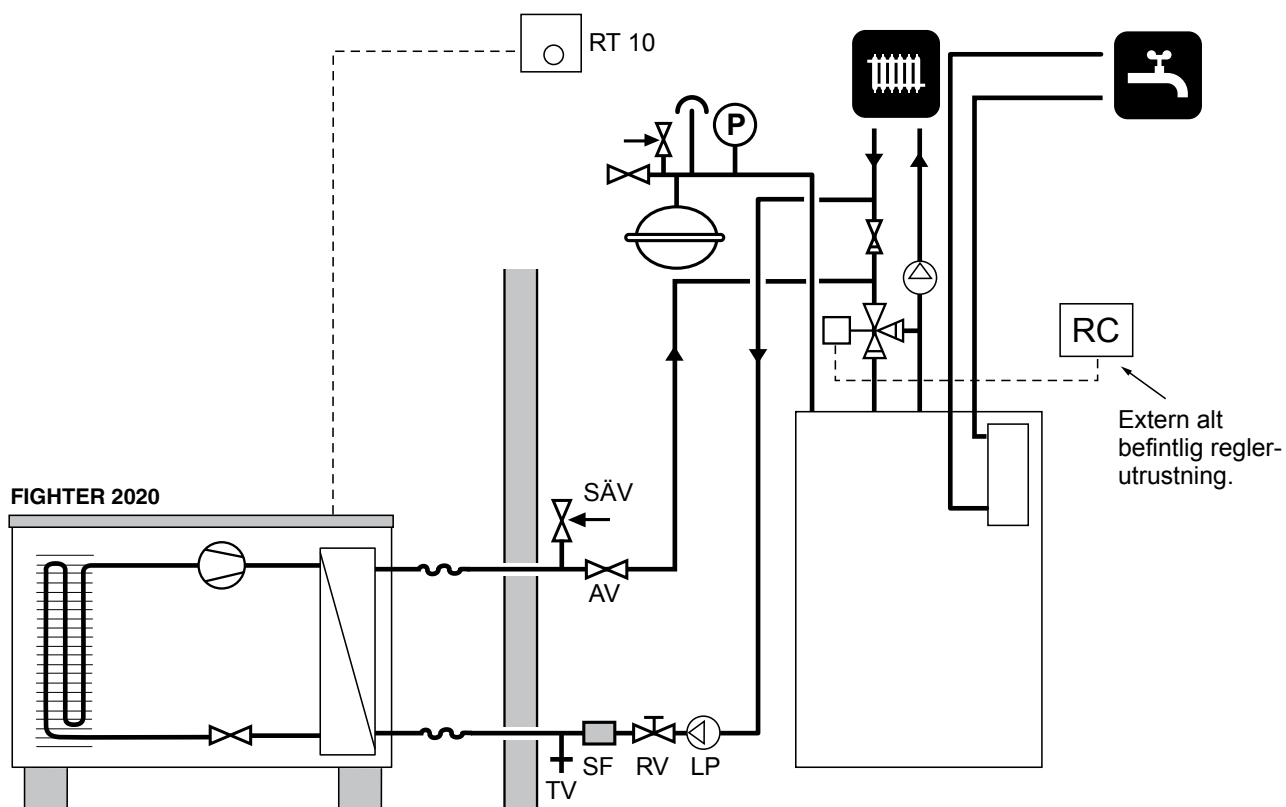 RT 10
P
RC
Extern alt
befintlig regler-
utrustning.
FIGHTER 2020
SÄV
AV
TV
SF
RV
LP